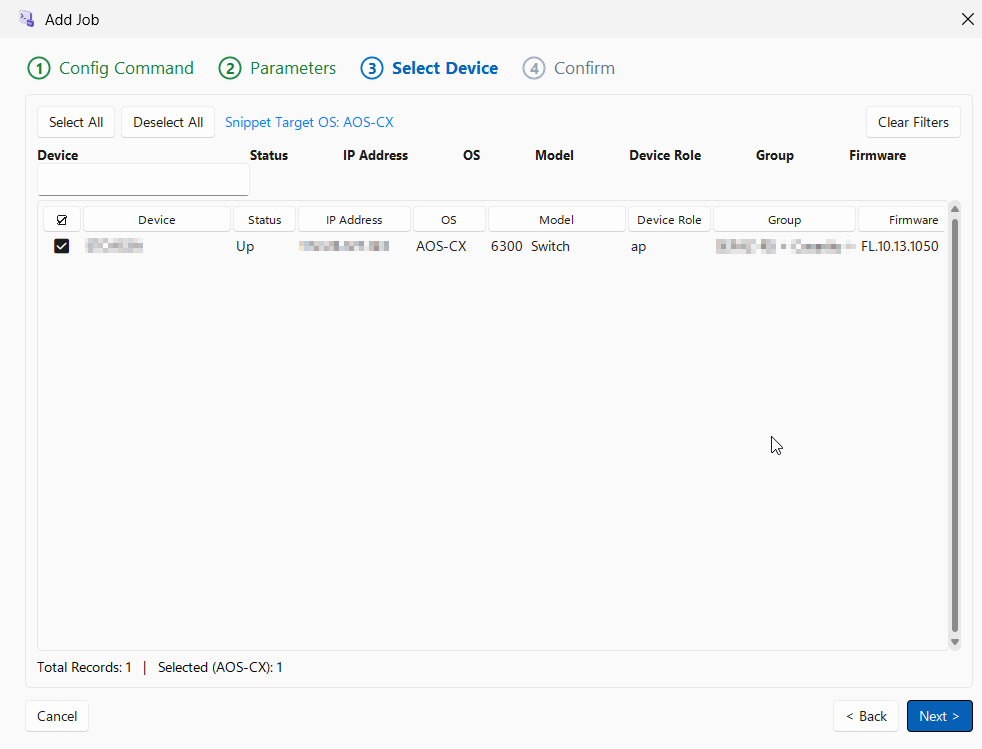 Add Job
1 Config Command 2 Parameters 3 Select Device 4 Confirm
Select All Deselect All Snippet Target OS: AOS-CX Clear Filters
Device Status IP Address OS Model Device Role Group Firmware
Device Status IP Address OS Model Device Role Group Firmware
Up AOS-CX 6300 Switch ap FL.10.13.1050
Total Records: 1 | Selected (AOS-CX): 1
Cancel < Back Next >